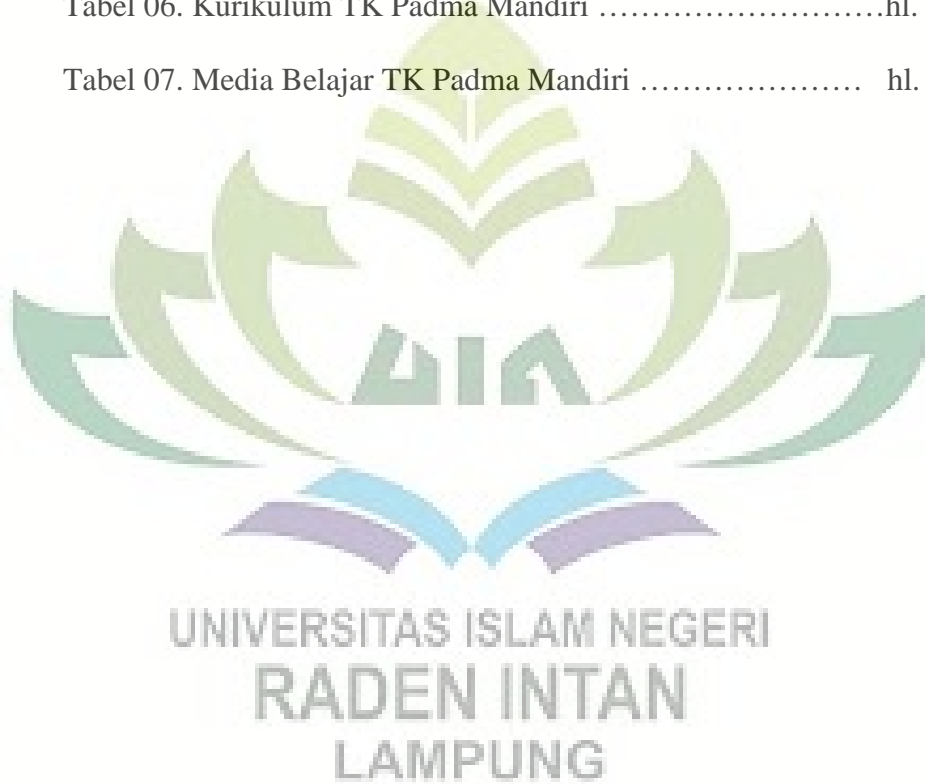 Tabel 06. Kurikulum TK Padma Mandiri ……………………….hl.
Tabel 07. Media Belajar TK Padma Mandiri ………………… hl.
UIN
UNIVERSITAS ISLAM NEGERI
RADEN INTAN
LAMPUNG